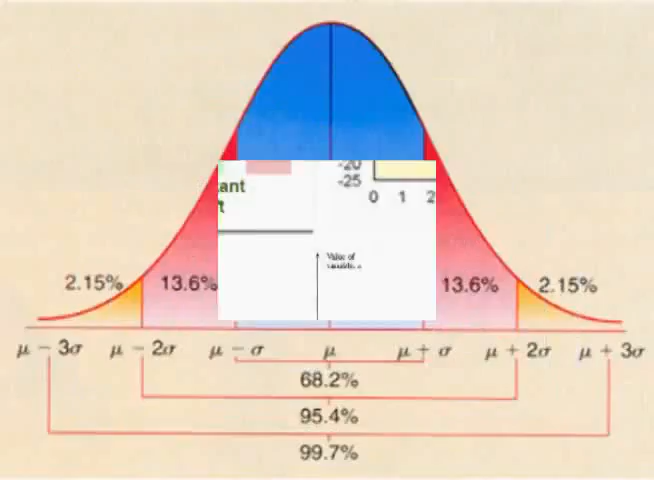 -20
-25
0 1 2
ant
Value of
2.15% 13.6% 13.6% 2.15%
μ - 3σ μ - 2σ μ - σ μ μ + σ μ + 2σ μ + 3σ
68.2%
95.4%
99.7%